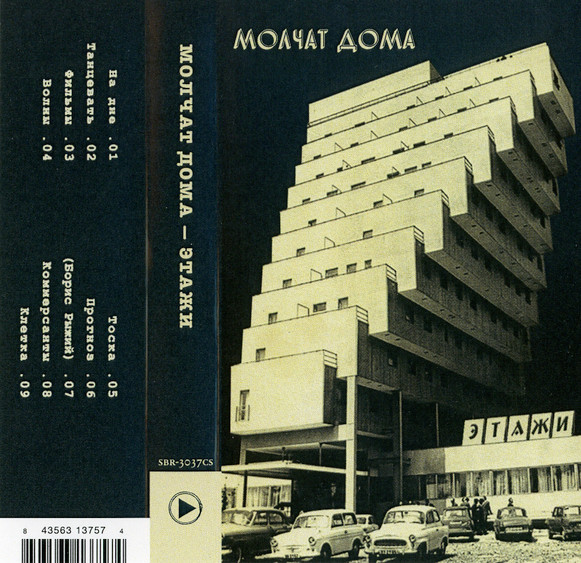 На дне .01
Танцевать .02
Фильмы .03
Волны .04
Тоска .05
Прогноз .06
(Борис Рыжий) .07
Коммерсанты .08
Клетка .09
8 43563 13757 4
МОЛЧАТ ДОМА — ЭТАЖИ
SBR-3037CS
МОЛЧАТ ДОМА
ЭТАЖИ